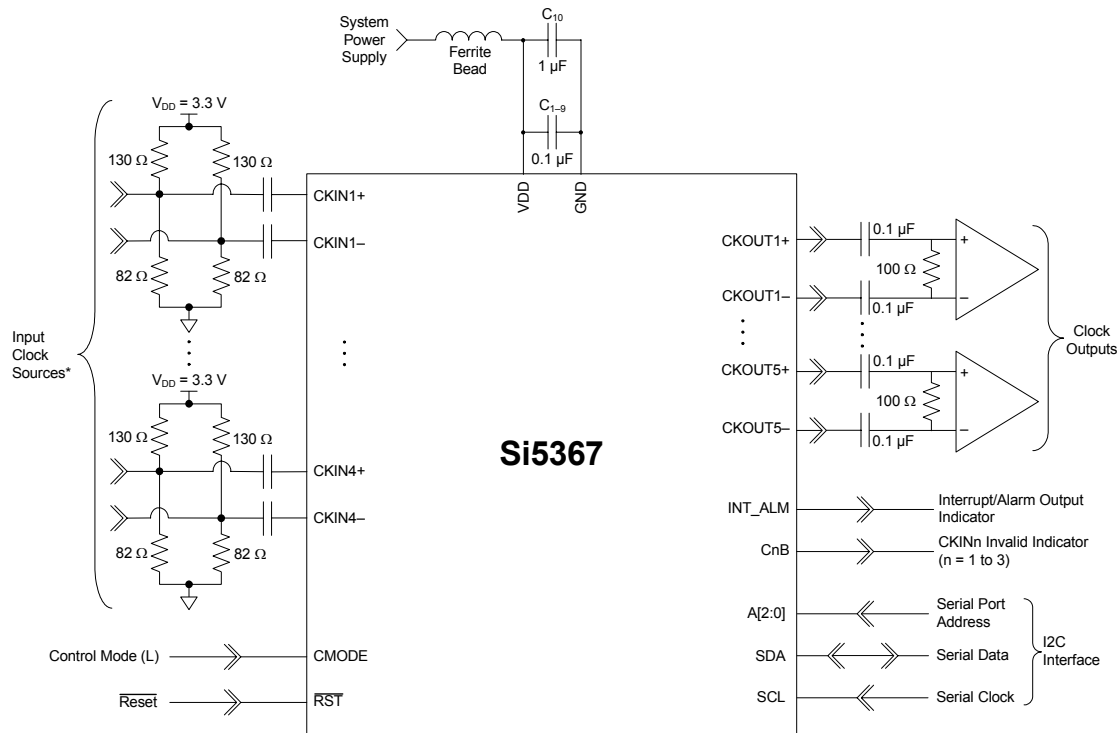 System
Power
Supply
Ferrite
Bead
C10
1 µF
C1–9
0.1 µF
VDD = 3.3 V
130 Ω
130 Ω
82 Ω
82 Ω
VDD = 3.3 V
130 Ω
130 Ω
82 Ω
82 Ω
Input
Clock
Sources*
Control Mode (L)
Reset
VDD
GND
CKIN1+
CKIN1–
CKIN4+
CKIN4–
CMODE
RST
Si5367
CKOUT1+
CKOUT1–
CKOUT5+
CKOUT5–
INT_ALM
CnB
A[2:0]
SDA
SCL
0.1 µF
100 Ω
0.1 µF
+
–
0.1 µF
100 Ω
0.1 µF
+
–
Clock
Outputs
Interrupt/Alarm Output
Indicator
CKINn Invalid Indicator
(n = 1 to 3)
Serial Port
Address
Serial Data
Serial Clock
I2C
Interface